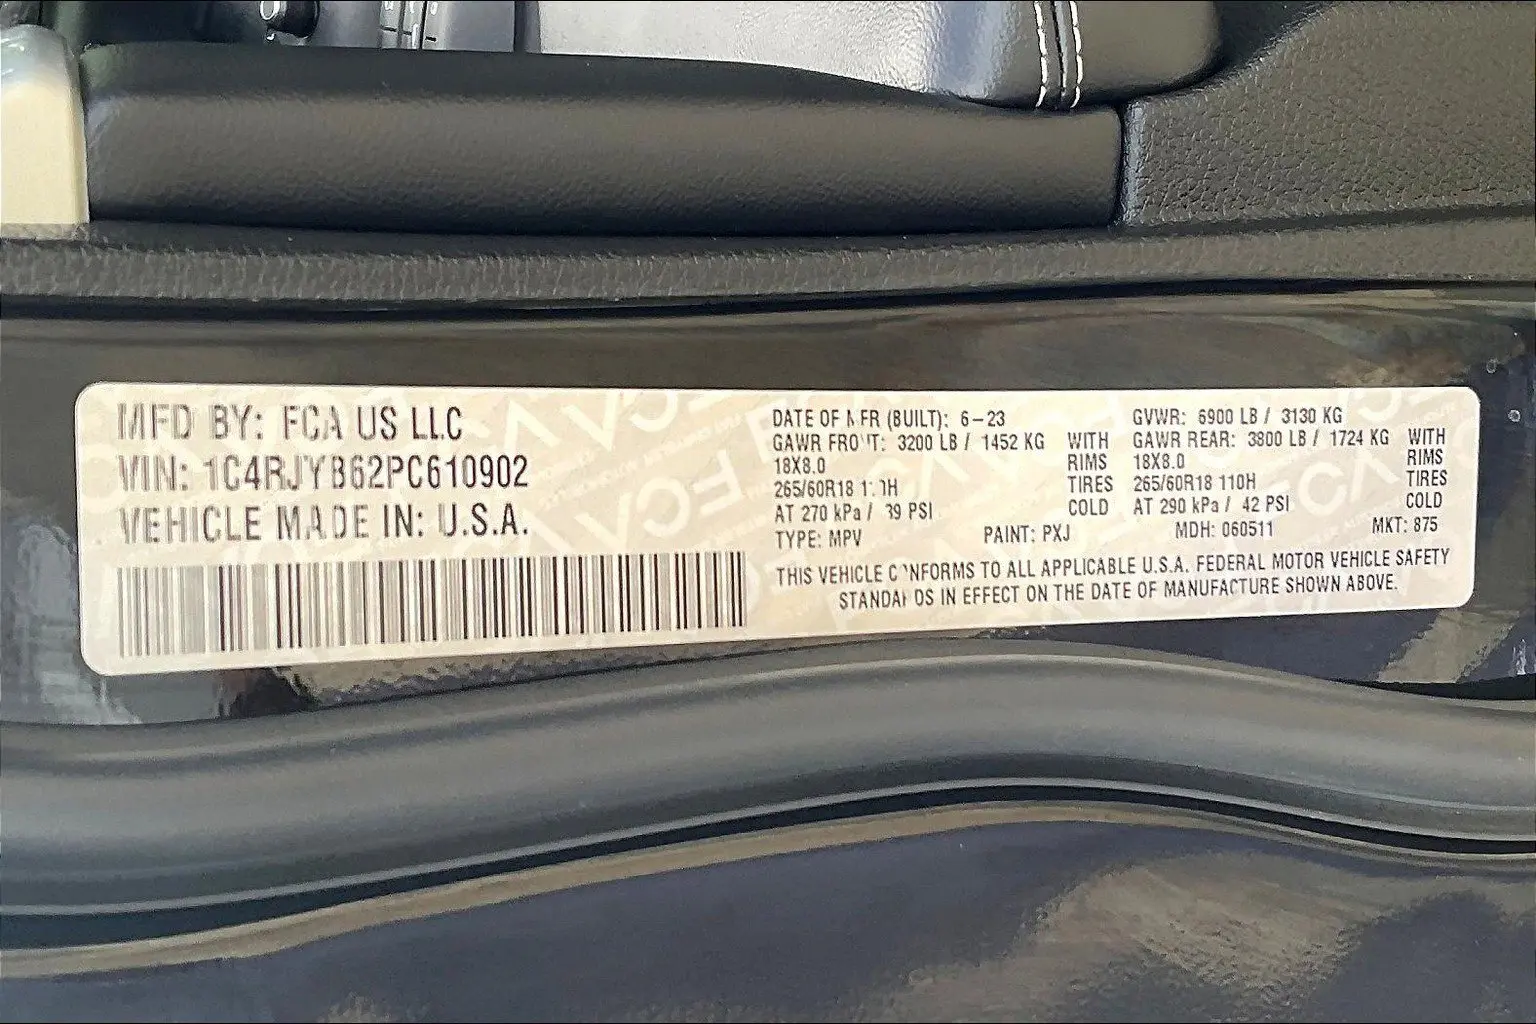 MFD BY: FCA US LLC
VIN: 1C4RJYB62PC610902
VEHICLE MADE IN: U.S.A.
DATE OF MFR (BUILT): 6-23
GAWR FRONT: 3200 LB / 1452 KG WITH
18X8.0 RIMS
265/60R18 110H TIRES
AT 270 kPa / 39 PSI COLD
TYPE: MPV PAINT: PXJ
GVWR: 6900 LB / 3130 KG
GAWR REAR: 3800 LB / 1724 KG WITH
18X8.0 RIMS
265/60R18 110H TIRES
AT 290 kPa / 42 PSI COLD
MDH: 060511 MKT: 875
THIS VEHICLE CONFORMS TO ALL APPLICABLE U.S.A. FEDERAL MOTOR VEHICLE SAFETY
STANDARDS IN EFFECT ON THE DATE OF MANUFACTURE SHOWN ABOVE.